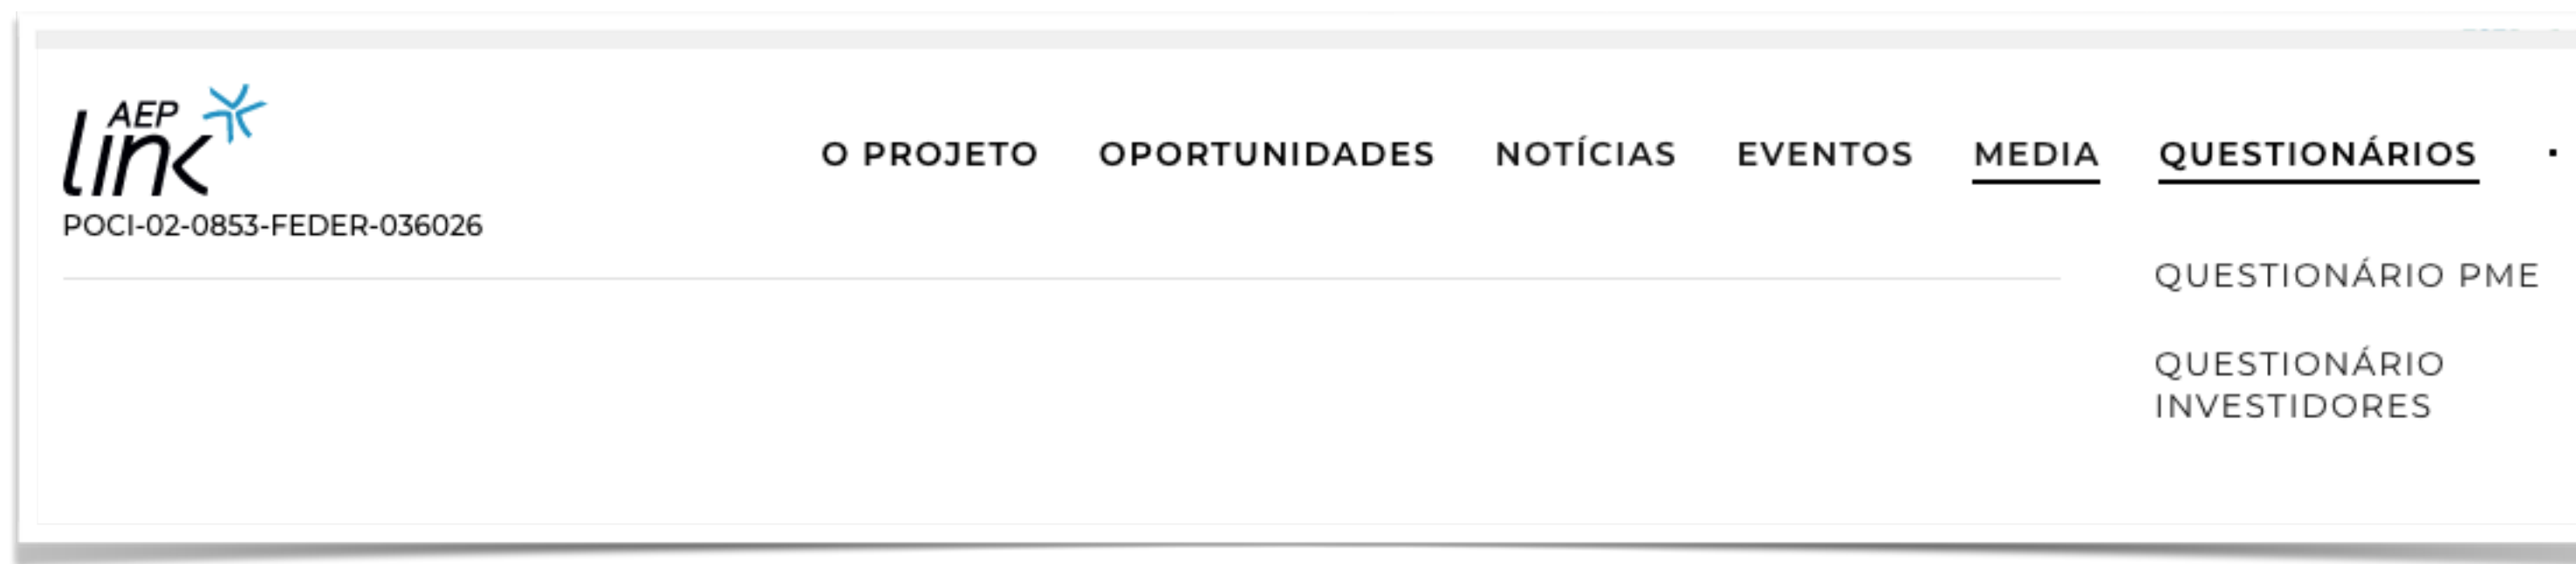 AEP
link
POCI-02-0853-FEDER-036026
O PROJETO OPORTUNIDADES NOTÍCIAS EVENTOS MEDIA QUESTIONÁRIOS
QUESTIONÁRIO PME
QUESTIONÁRIO
INVESTIDORES